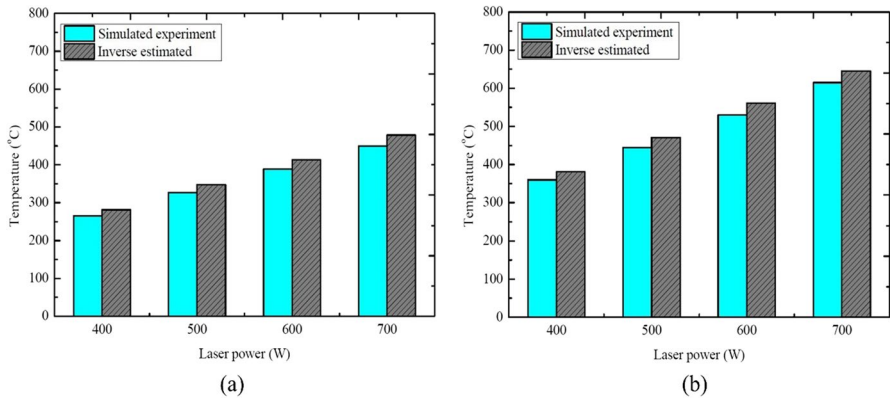 800
700
600
500
400
300
200
100
0
Temperature (°C)
Simulated experiment
Inverse estimated
400 500 600 700
Laser power (W)
(a)
800
700
600
500
400
300
200
100
0
Temperature (°C)
Simulated experiment
Inverse estimated
400 500 600 700
Laser power (W)
(b)